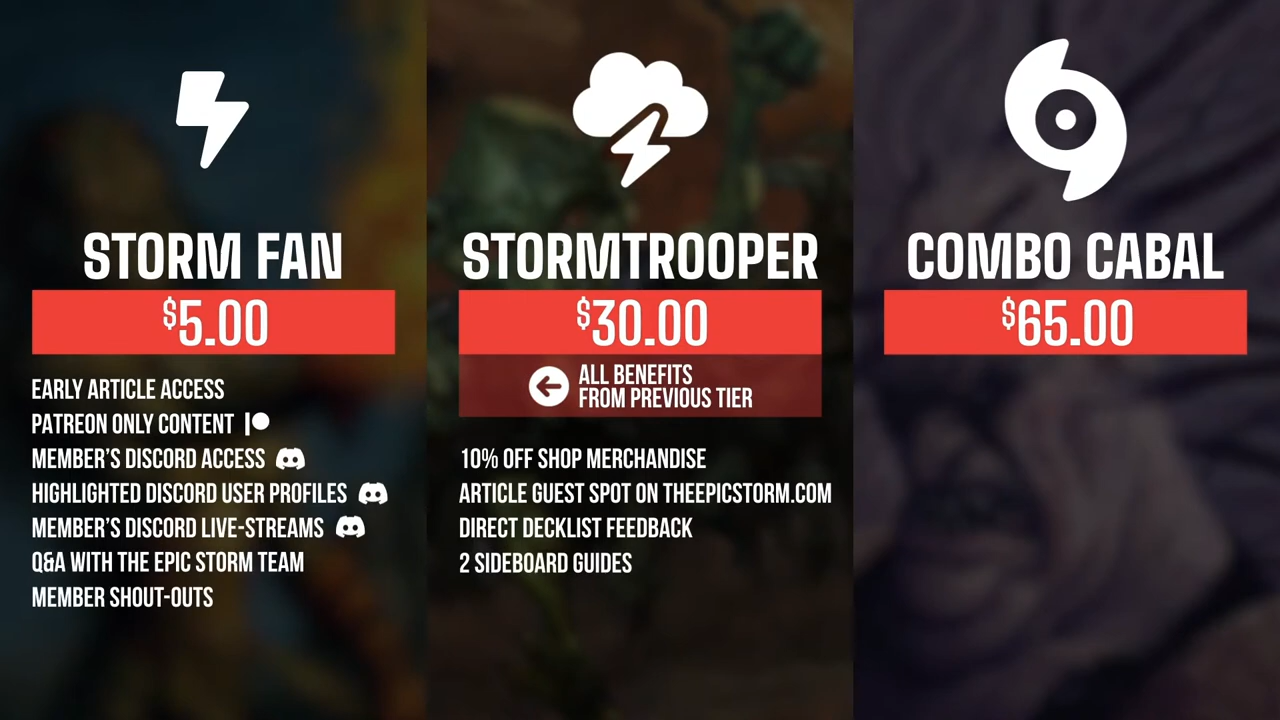 STORM FAN
$5.00
EARLY ARTICLE ACCESS
PATREON ONLY CONTENT
MEMBER'S DISCORD ACCESS
HIGHLIGHTED DISCORD USER PROFILES
MEMBER'S DISCORD LIVE-STREAMS
Q&A WITH THE EPIC STORM TEAM
MEMBER SHOUT-OUTS
STORMTROOPER
$30.00
ALL BENEFITS
FROM PREVIOUS TIER
10% OFF SHOP MERCHANDISE
ARTICLE GUEST SPOT ON THEEPICSTORM.COM
DIRECT DECKLIST FEEDBACK
2 SIDEBOARD GUIDES
COMBO CABAL
$65.00